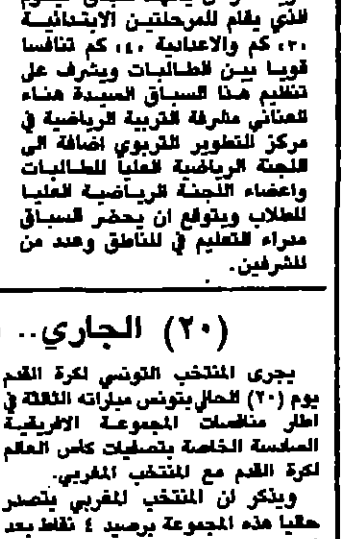 الذي يقام للمرحلتين الابتدائية
«٣٠» كم والاعدادية «٤٠» كم تنافسا
قويا بين الطالبات ويشرف على
تنظيم هذا السباق السيدة هناء
العناني مشرفة التربية الرياضية في
مركز التطوير التربوي اضافة الى
اللجنة الرياضية العليا للطالبات
واعضاء اللجنة الرياضية العليا
للطلاب ويتوقع ان يحضر السباق
مدراء التعليم في المناطق وعدد من
المشرفين.
(٢٠) الجاري..
يجرى المنتخب التونسي لكرة القدم
يوم (٢٠) الحالي بتونس مباراته الثالثة في
اطار منافسات المجموعة الافريقية
السادسة الخاصة بتصفيات كاس العالم
لكرة القدم مع المنتخب المغربي.
ويذكر ان المنتخب المغربي يتصدر
حاليا هذه المجموعة برصيد ٤ نقاط بعد